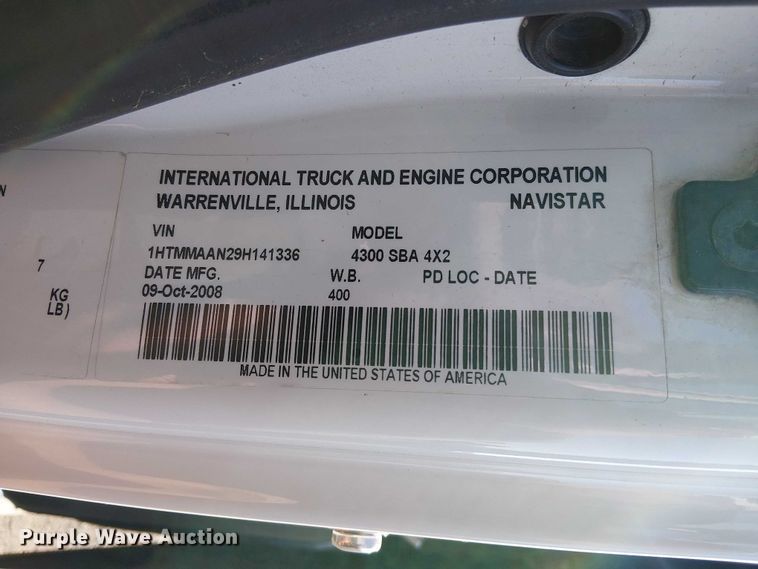 INTERNATIONAL TRUCK AND ENGINE CORPORATION
WARRENVILLE, ILLINOIS NAVISTAR
VIN MODEL
1HTMMAAN29H141336 4300 SBA 4X2
DATE MFG. W.B. PD LOC - DATE
09-Oct-2008 400
MADE IN THE UNITED STATES OF AMERICA
N
7
KG
LB)
Purple Wave Auction